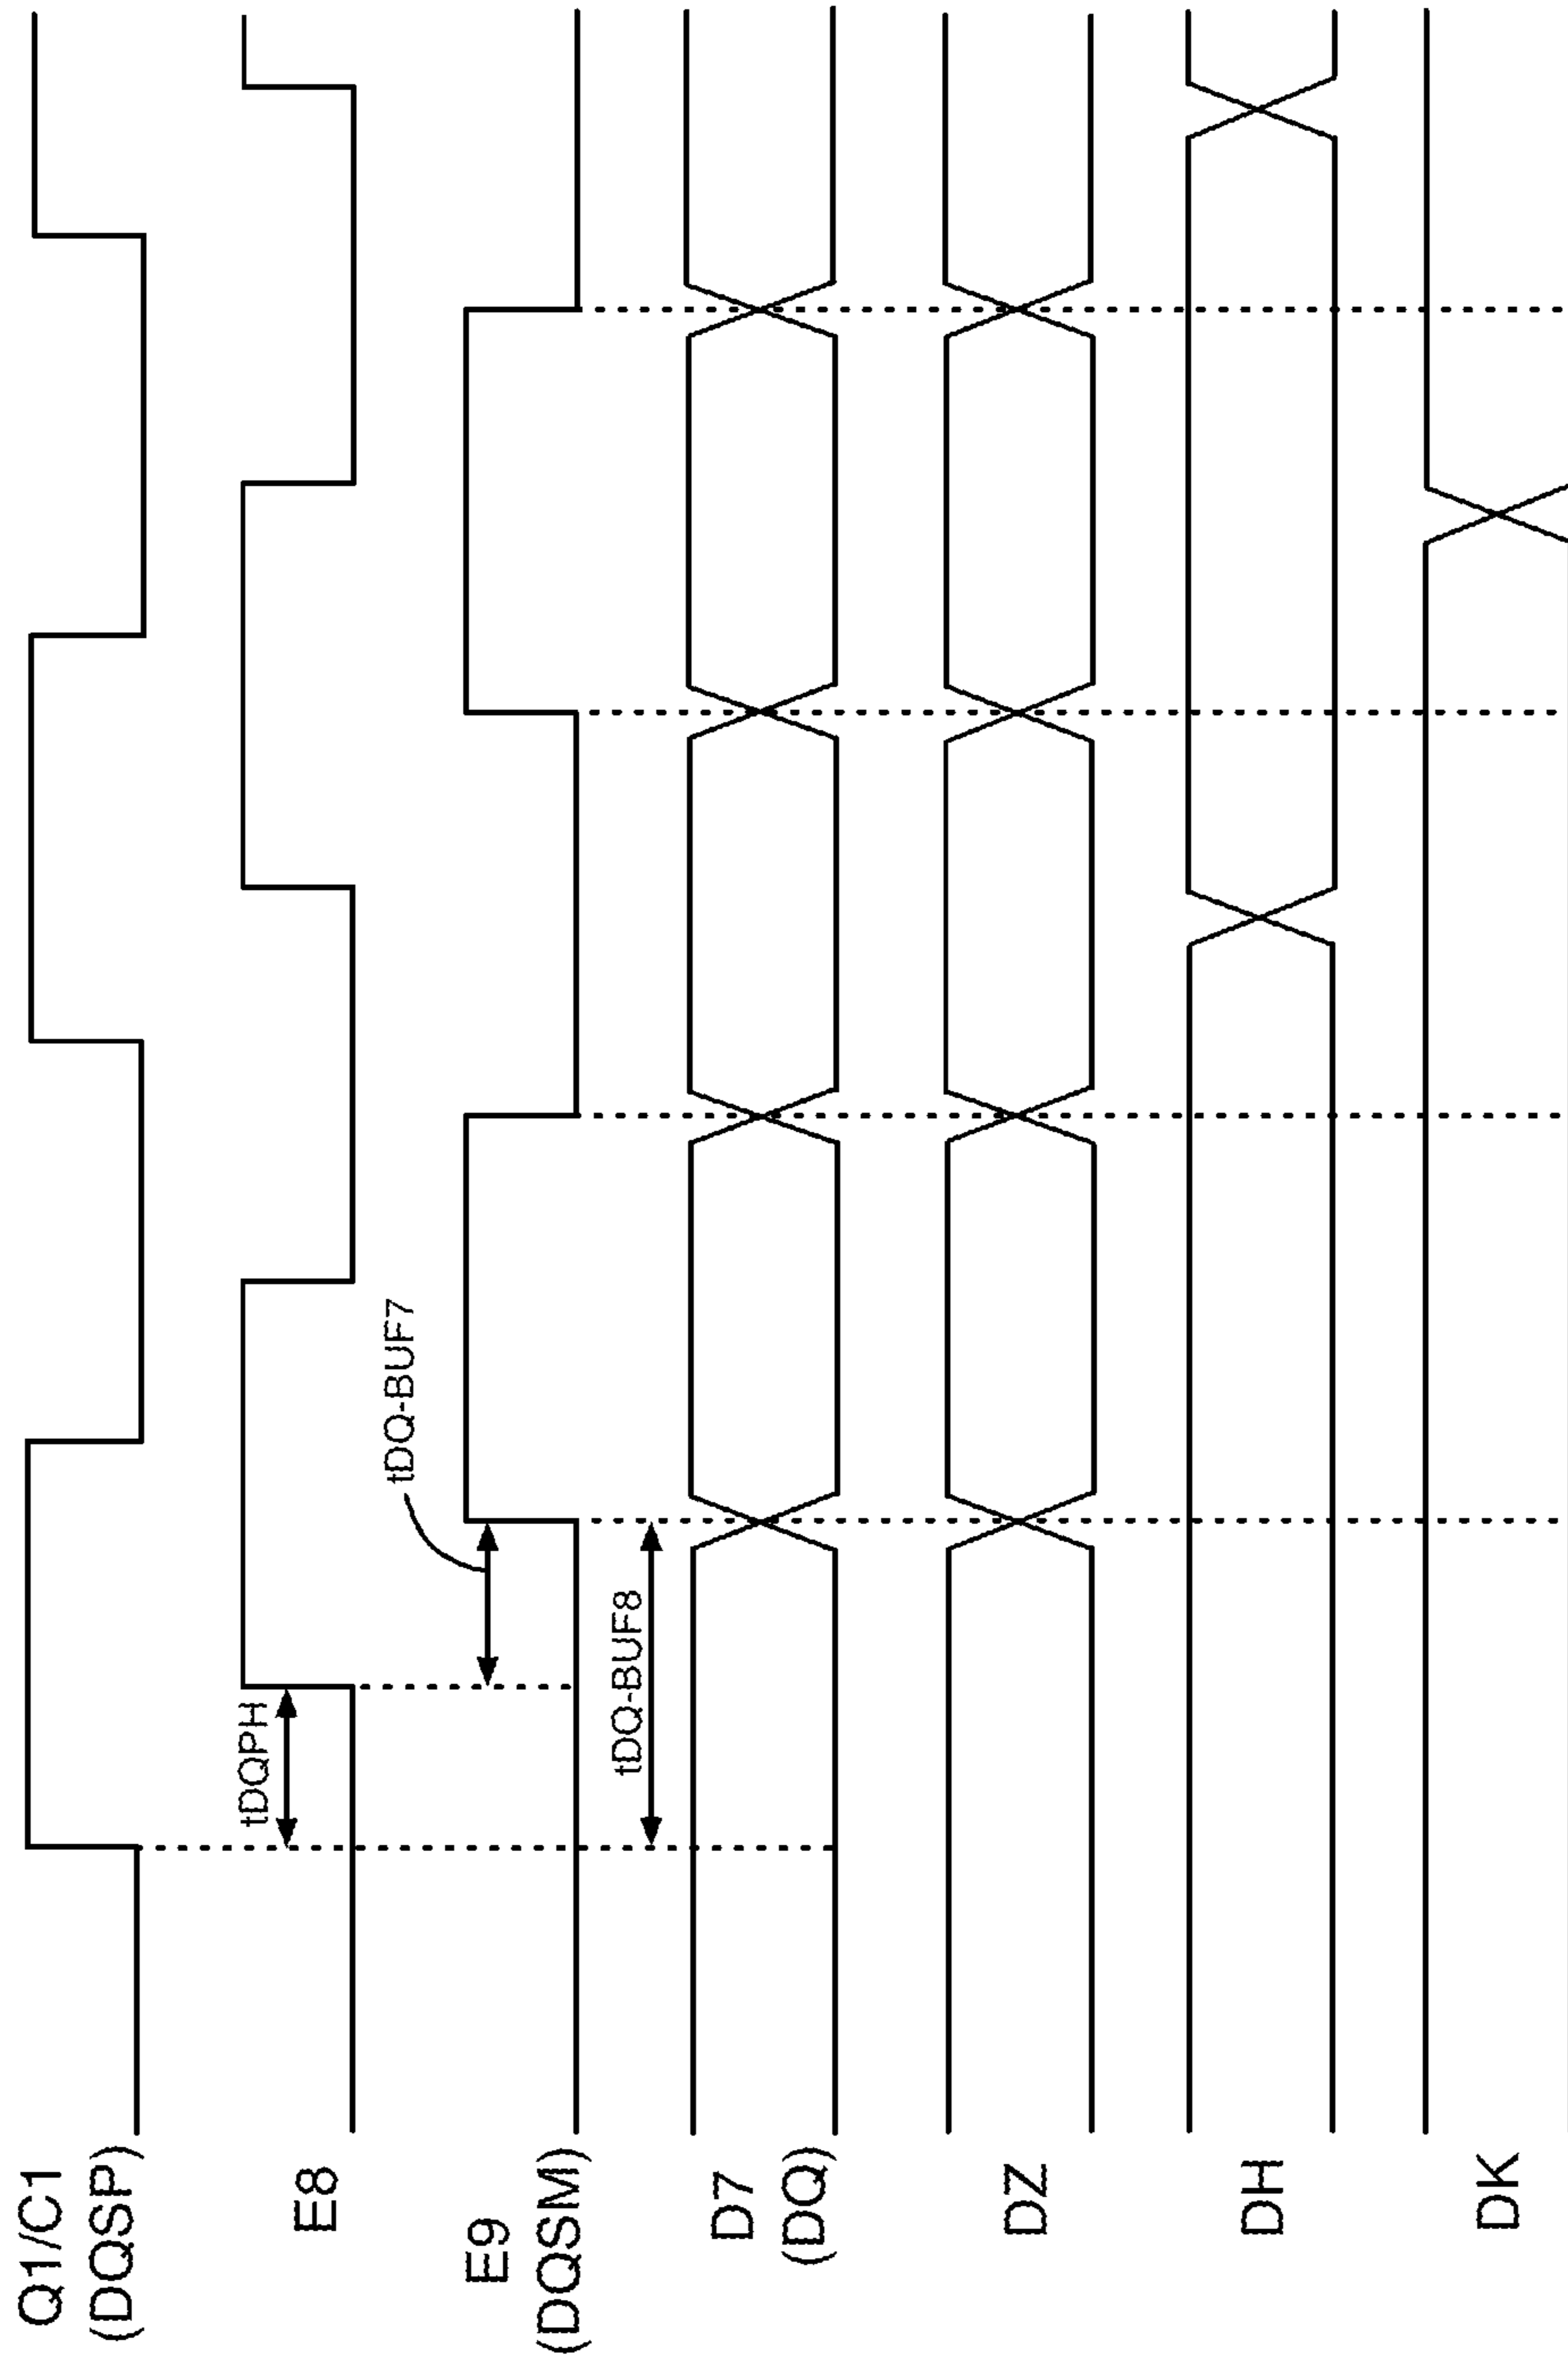 Q1/C1
(DQSP)
tDQPH
E8
tDQ-BUF7
E9
(DQSM)
tDQ-BUF8
D7
(DQ)
DZ
DH
DK